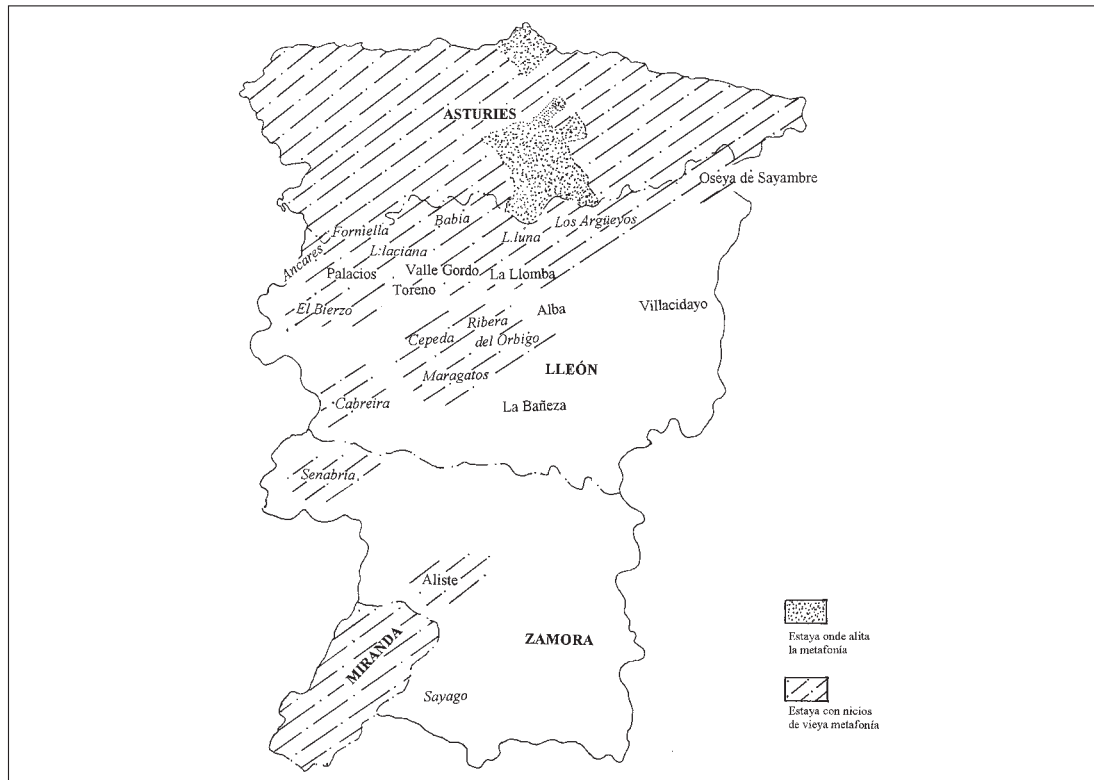 ASTURIES
Oseya de Sayambre
Babia
Forniella
L.luna
Los Argüeyos
L.laciana
Ancares
Palacios
Valle Gordo
La Llomba
Toreno
El Bierzo
Alba
Villacidayo
Ribera
del Orbigo
Cepeda
LLEÓN
Maragatos
Cabreira
La Bañeza
Senabria
Aliste
MIRANDA
ZAMORA
Sayago
Estaya onde alita
la metafonía
Estaya con nicios
de vieya metafonía